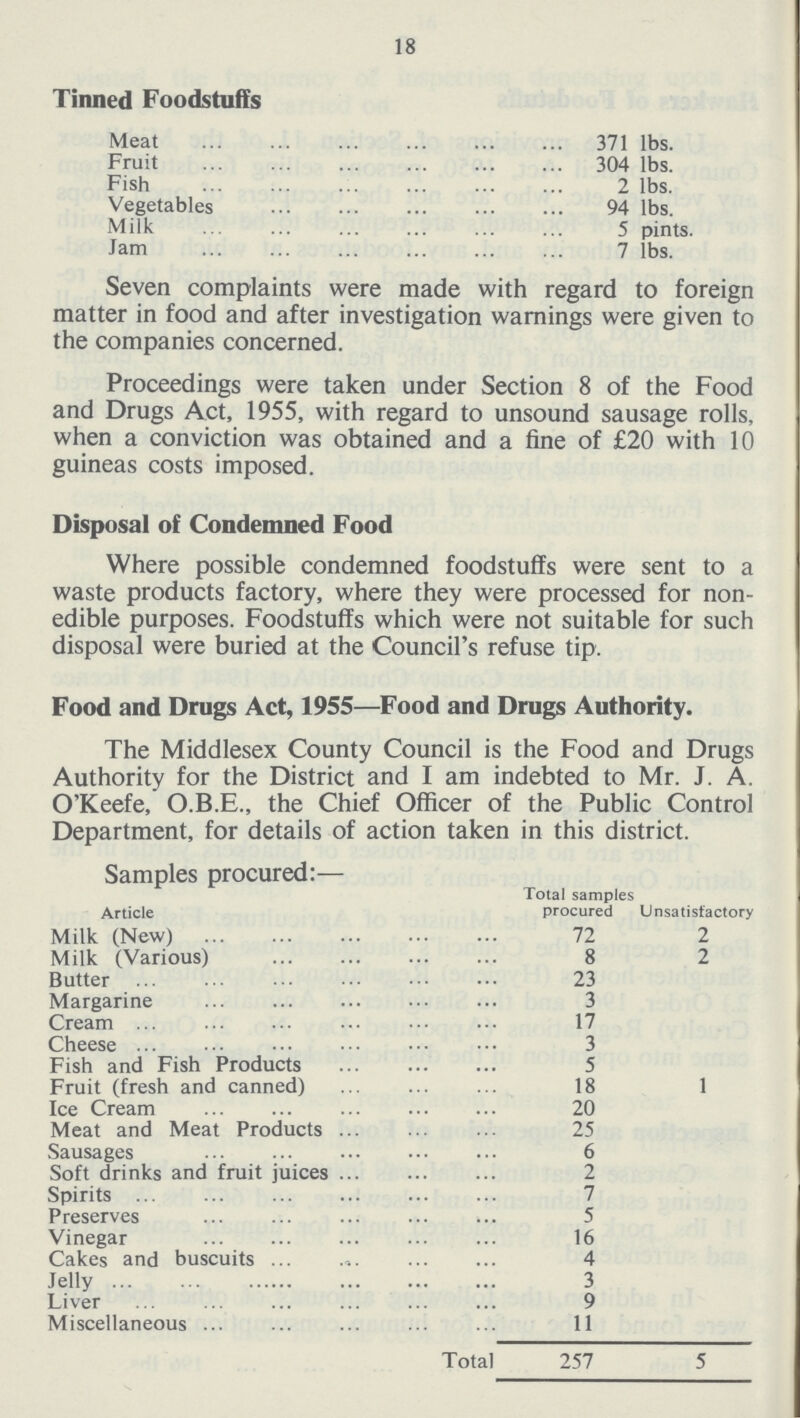 18
Tinned Foodstuffs
Meat ... ... ... ... ... ... 371 lbs.
Fruit ... ... ... ... ... ... 304 lbs.
Fish ... ... ... ... ... ... 2 lbs.
Vegetables ... ... ... ... ... 94 lbs.
Milk ... ... ... ... ... ... 5 pints.
Jam ... ... ... ... ... ... 7 lbs.
Seven complaints were made with regard to foreign
matter in food and after investigation warnings were given to
the companies concerned.
Proceedings were taken under Section 8 of the Food
and Drugs Act, 1955, with regard to unsound sausage rolls,
when a conviction was obtained and a fine of £20 with 10
guineas costs imposed.
Disposal of Condemned Food
Where possible condemned foodstuffs were sent to a
waste products factory, where they were processed for non-
edible purposes. Foodstuffs which were not suitable for such
disposal were buried at the Council's refuse tip.
Food and Drugs Act, 1955—Food and Drugs Authority.
The Middlesex County Council is the Food and Drugs
Authority for the District and I am indebted to Mr. J. A.
O'Keefe, O.B.E., the Chief Officer of the Public Control
Department, for details of action taken in this district.
Samples procured:—
Total samples
Article procured Unsatisfactory
Milk (New) ... ... ... ... ... 72 2
Milk (Various) ... ... ... ... 8 2
Butter ... ... ... ... ... ... 23
Margarine ... ... ... ... ... 3
Cream ... ... ... ... ... ... 17
Cheese ... ... ... ... ... ... 3
Fish and Fish Products ... ... ... 5
Fruit (fresh and canned) ... ... ... 18 1
Ice Cream ... ... ... ... ... 20
Meat and Meat Products ... ... ... 25
Sausages ... ... ... ... ... 6
Soft drinks and fruit juices ... ... ... 2
Spirits ... ... ... ... ... ... 7
Preserves ... ... ... ... ... 5
Vinegar ... ... ... ... ... 16
Cakes and buscuits ... ... ... ... 4
Jelly ... ... ...... ... ... ... 3
Liver ... ... ... ... ... ... 9
Miscellaneous ... ... ... ... ... 11
Total 257 5